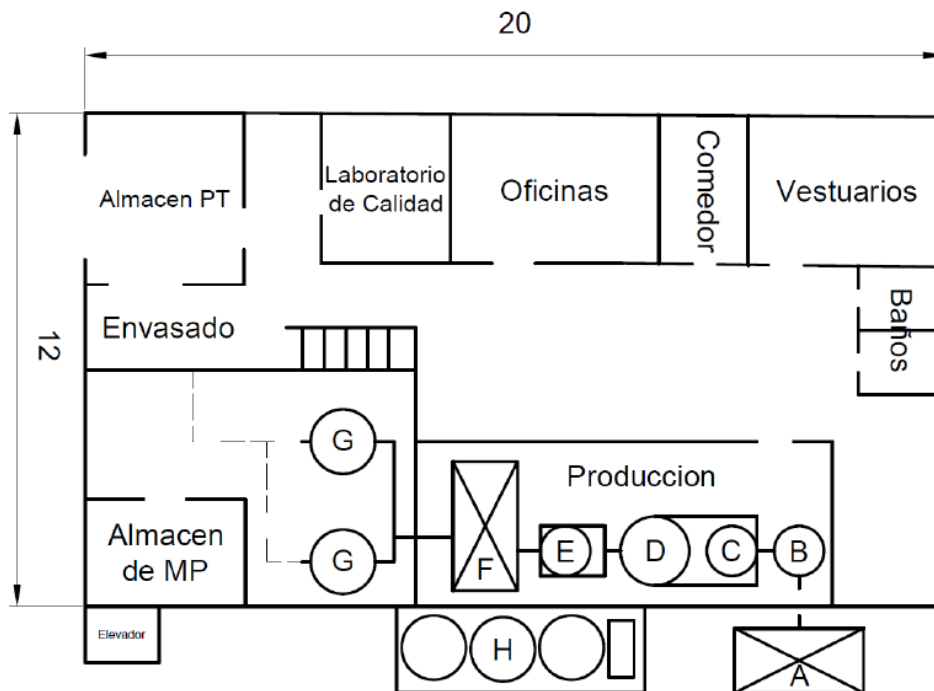 20
12
Almacen PT
Laboratorio
de Calidad
Oficinas
Comedor
Vestuarios
Baños
Envasado
G
G
Produccion
Almacen
de MP
F
E
D
C
B
Elevador
H
A